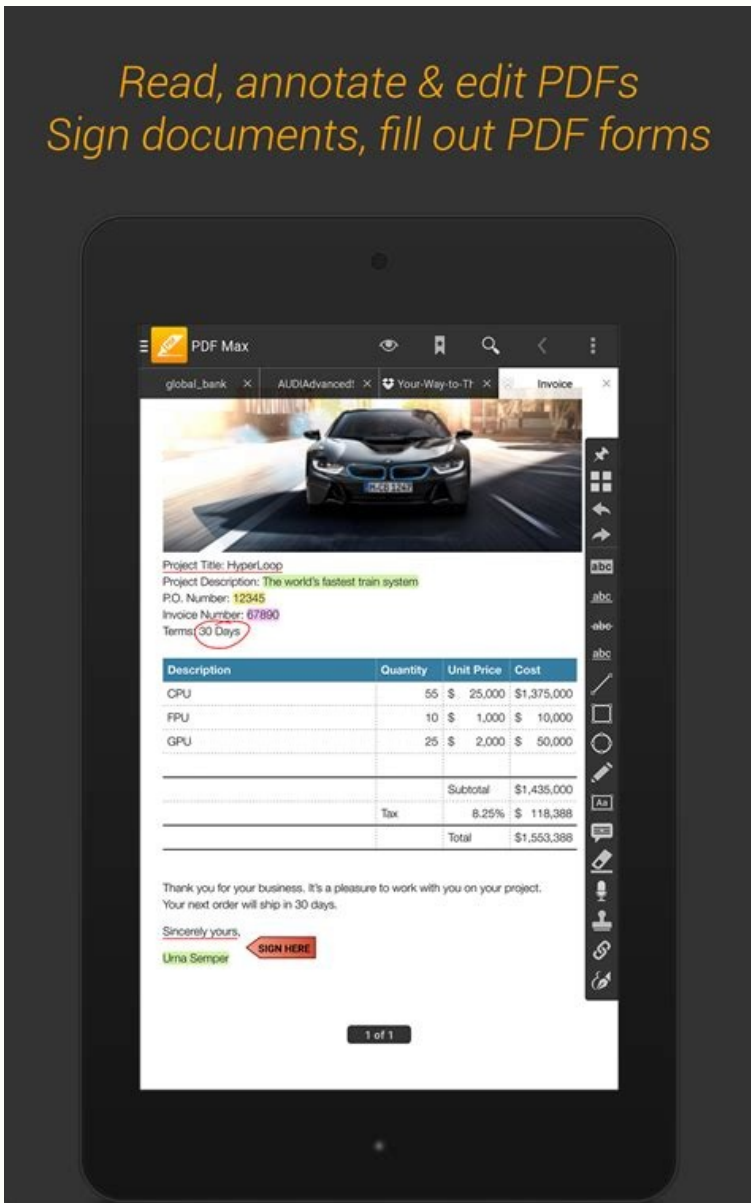 Read, annotate & edit PDFs
Sign documents, fill out PDF forms
PDF Max
global_bank × AUDIAdvanced! × Your-Way-to-Th × Invoice ×
Project Title: HyperLoop
Project Description: The world's fastest train system
P.O. Number: 12345
Invoice Number: 67890
Terms: 30 Days
Description Quantity Unit Price Cost
CPU 55 $ 25,000 $1,375,000
FPU 10 $ 1,000 $ 10,000
GPU 25 $ 2,000 $ 50,000
Subtotal $1,435,000
Tax 8.25% $ 118,388
Total $1,553,388
Thank you for your business. It's a pleasure to work with you on your project.
Your next order will ship in 30 days.
Sincerely yours,
SIGN HERE
Urna Semper
1 of 1
abc
abc
abc
abc
Aa